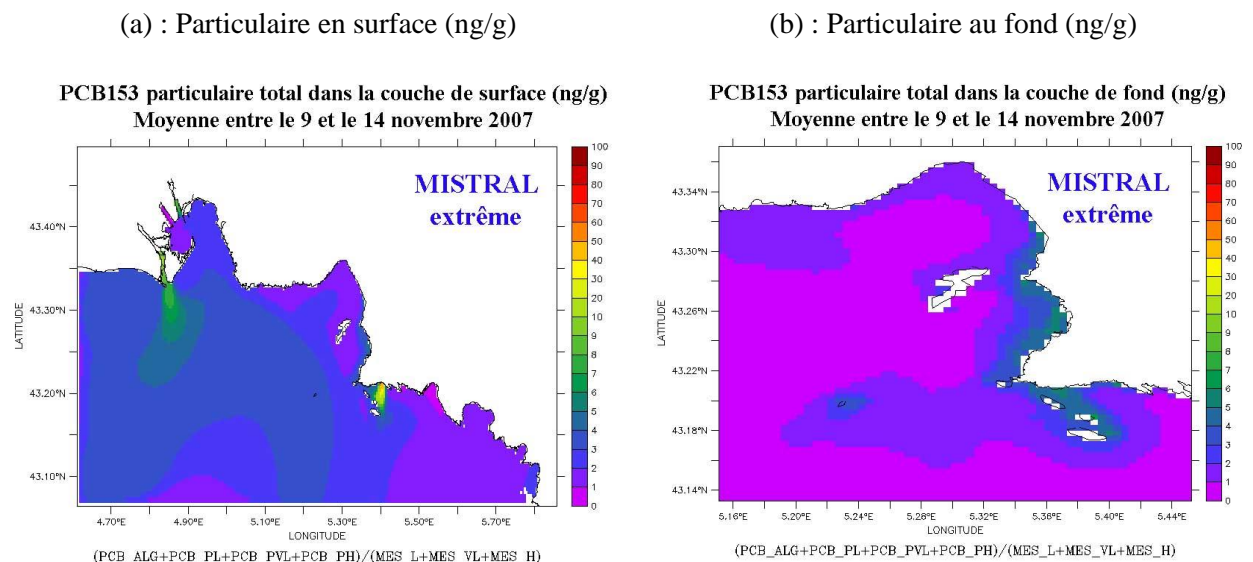 (a) : Particulaire en surface (ng/g)
(b) : Particulaire au fond (ng/g)
PCB153 particulaire total dans la couche de surface (ng/g)
Moyenne entre le 9 et le 14 novembre 2007
MISTRAL
extrême
100
90
80
70
60
50
40
30
20
10
9
8
7
6
5
4
3
2
1
0
43.40°N
43.30°N
43.20°N
43.10°N
LATITUDE
4.70°E
4.90°E
5.10°E
5.30°E
5.50°E
5.70°E
LONGITUDE
(PCB_ALG+PCB_PL+PCB_PVL+PCB_PH)/(MES_L+MES_VL+MES_H)
PCB153 particulaire total dans la couche de fond (ng/g)
Moyenne entre le 9 et le 14 novembre 2007
MISTRAL
extrême
100
90
80
70
60
50
40
30
20
10
9
8
7
6
5
4
3
2
1
0
43.34°N
43.30°N
43.26°N
43.22°N
43.18°N
43.14°N
LATITUDE
5.16°E
5.20°E
5.24°E
5.28°E
5.32°E
5.36°E
5.40°E
5.44°E
LONGITUDE
(PCB_ALG+PCB_PL+PCB_PVL+PCB_PH)/(MES_L+MES_VL+MES_H)